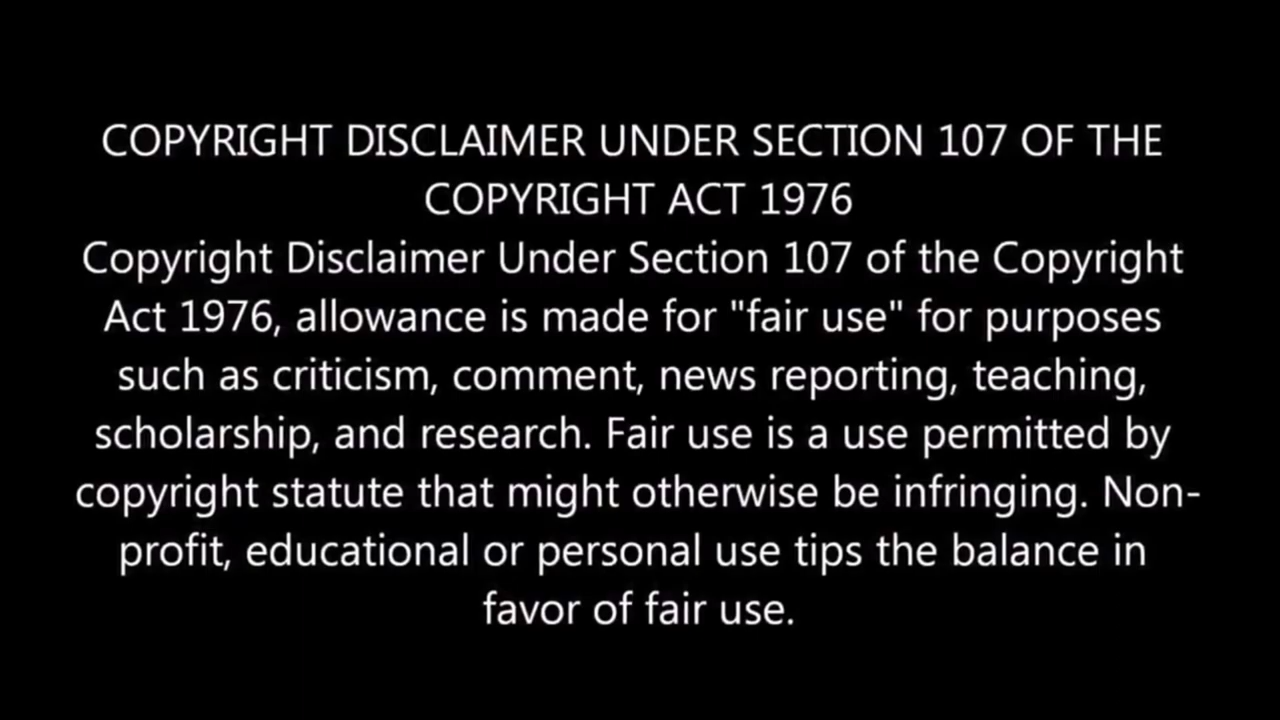 COPYRIGHT DISCLAIMER UNDER SECTION 107 OF THE
COPYRIGHT ACT 1976
Copyright Disclaimer Under Section 107 of the Copyright
Act 1976, allowance is made for "fair use" for purposes
such as criticism, comment, news reporting, teaching,
scholarship, and research. Fair use is a use permitted by
copyright statute that might otherwise be infringing. Non-
profit, educational or personal use tips the balance in
favor of fair use.